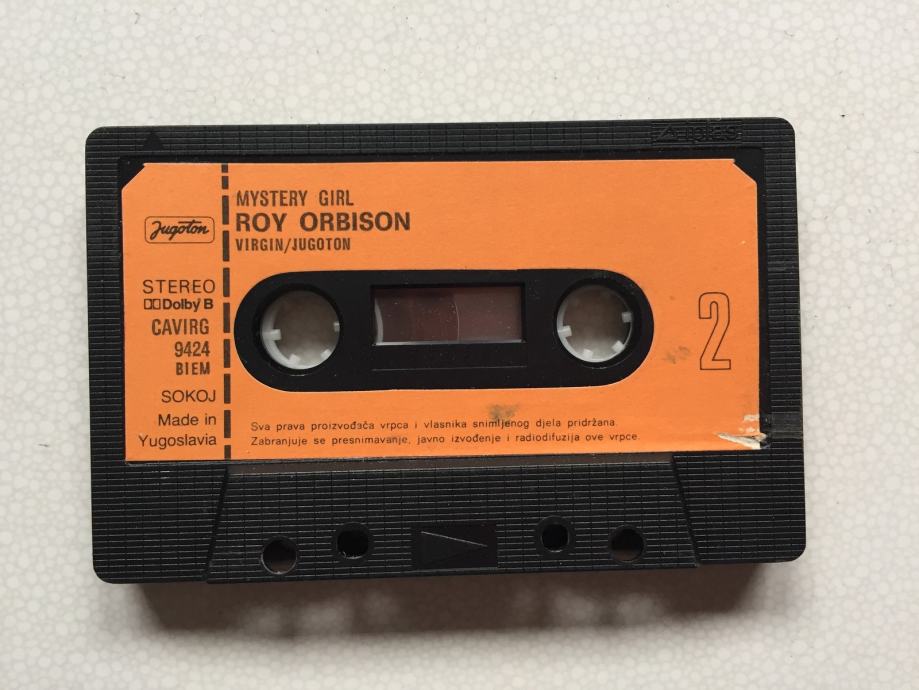 MYSTERY GIRL
ROY ORBISON
VIRGIN/JUGOTON
Jugoton
STEREO
Dolby B
CAVIRG
9424
BIEM
SOKOJ
Made in
Yugoslavia
2
Sva prava proizvođača vrpca i vlasnika snimljenog djela pridržana.
Zabranjuje se presnimavanje, javno izvođenje i radiodifuzija ove vrpce.